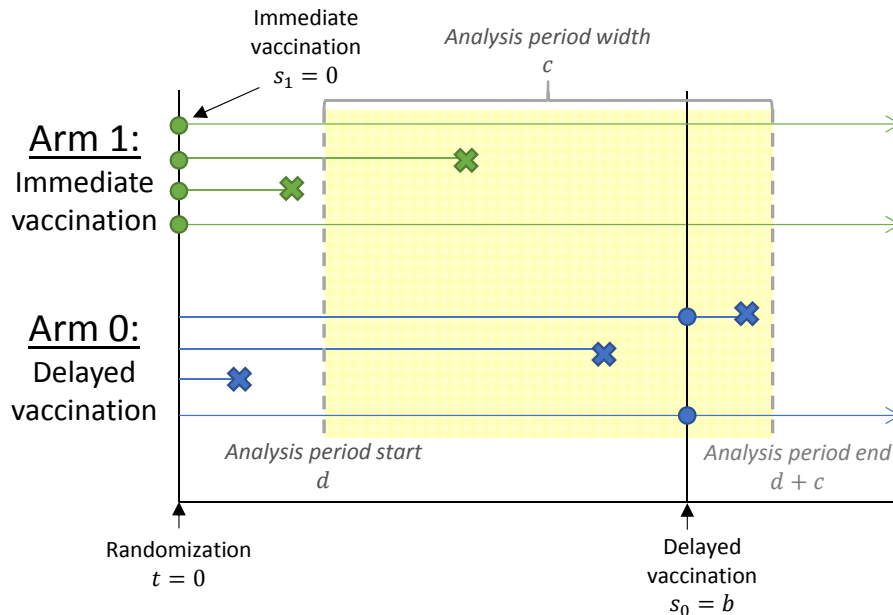 Immediate
vaccination
s₁ = 0
Analysis period width
c
Arm 1:
Immediate
vaccination
Arm 0:
Delayed
vaccination
Analysis period start
d
Analysis period end
d + c
Randomization
t = 0
Delayed
vaccination
s₀ = b